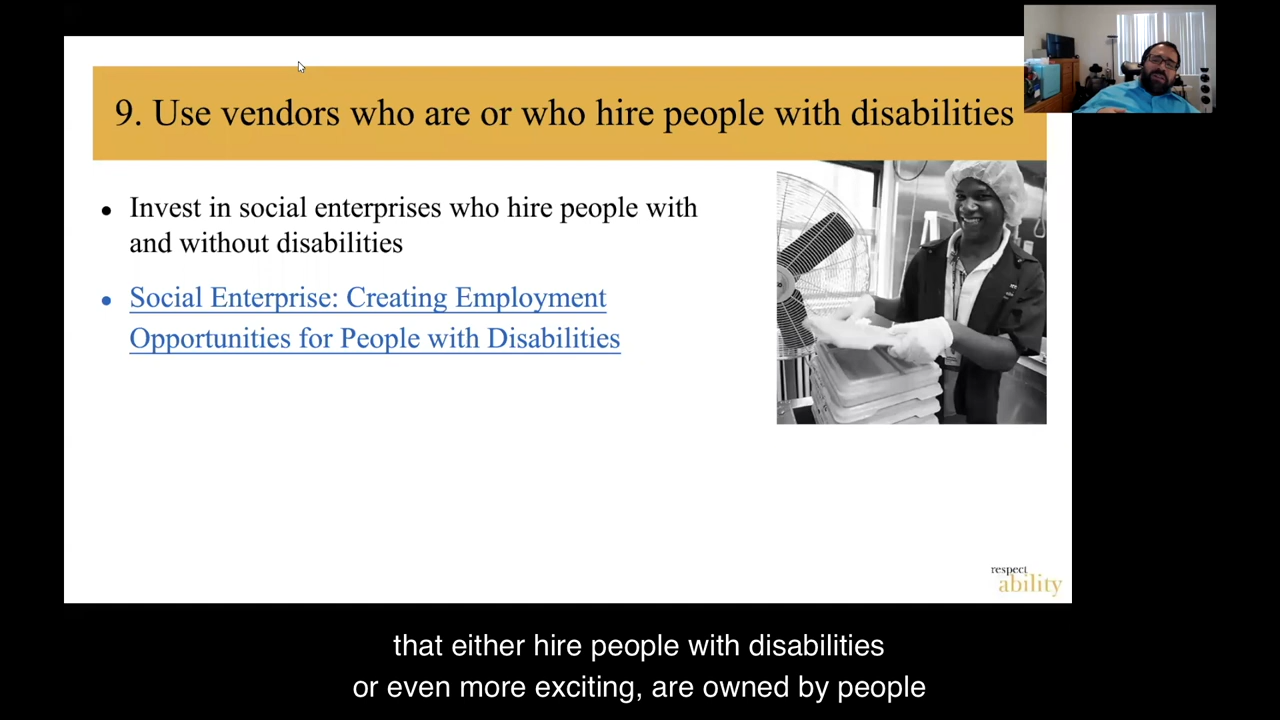 9. Use vendors who are or who hire people with disabilities
● Invest in social enterprises who hire people with
and without disabilities
● Social Enterprise: Creating Employment
Opportunities for People with Disabilities
respect
ability
that either hire people with disabilities
or even more exciting, are owned by people